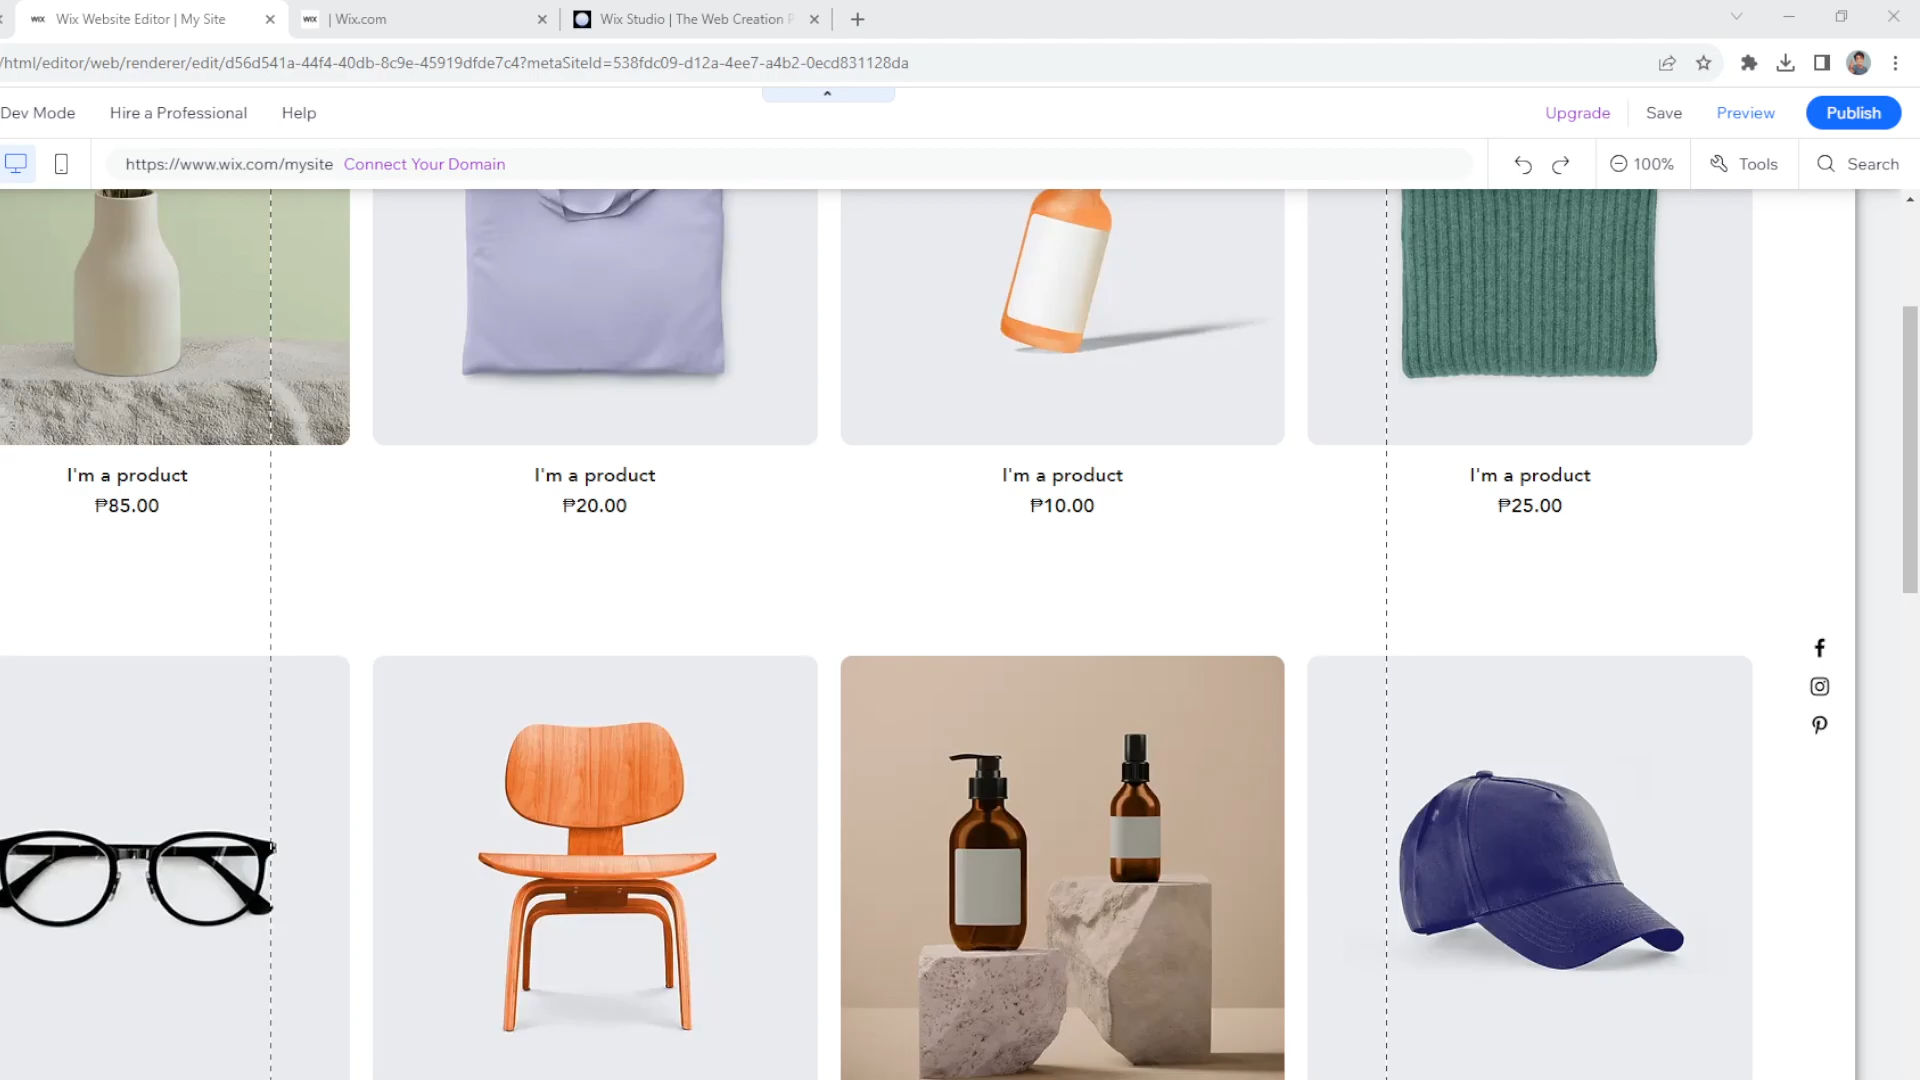 WIX Wix Website Editor | My Site
WIX | Wix.com
Wix Studio | The Web Creation P
/html/editor/web/renderer/edit/d56d541a-44f4-40db-8c9e-45919dfde7c4?metaSiteId=538fdc09-d12a-4ee7-a4b2-0ecd831128da
Dev Mode
Hire a Professional
Help
Upgrade
Save
Preview
Publish
https://www.wix.com/mysite Connect Your Domain
100%
Tools
Search
I'm a product
₱85.00
I'm a product
₱20.00
I'm a product
₱10.00
I'm a product
₱25.00